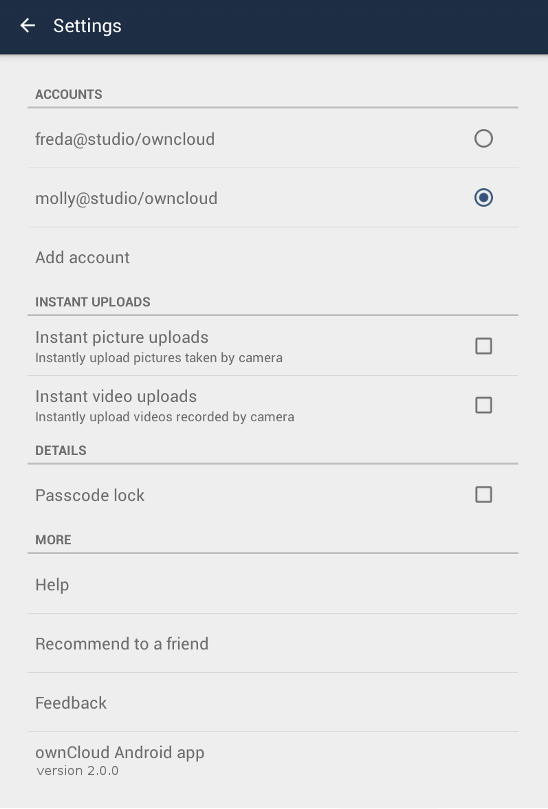 Settings
ACCOUNTS
freda@studio/owncloud
molly@studio/owncloud
Add account
INSTANT UPLOADS
Instant picture uploads
Instantly upload pictures taken by camera
Instant video uploads
Instantly upload videos recorded by camera
DETAILS
Passcode lock
MORE
Help
Recommend to a friend
Feedback
ownCloud Android app
version 2.0.0